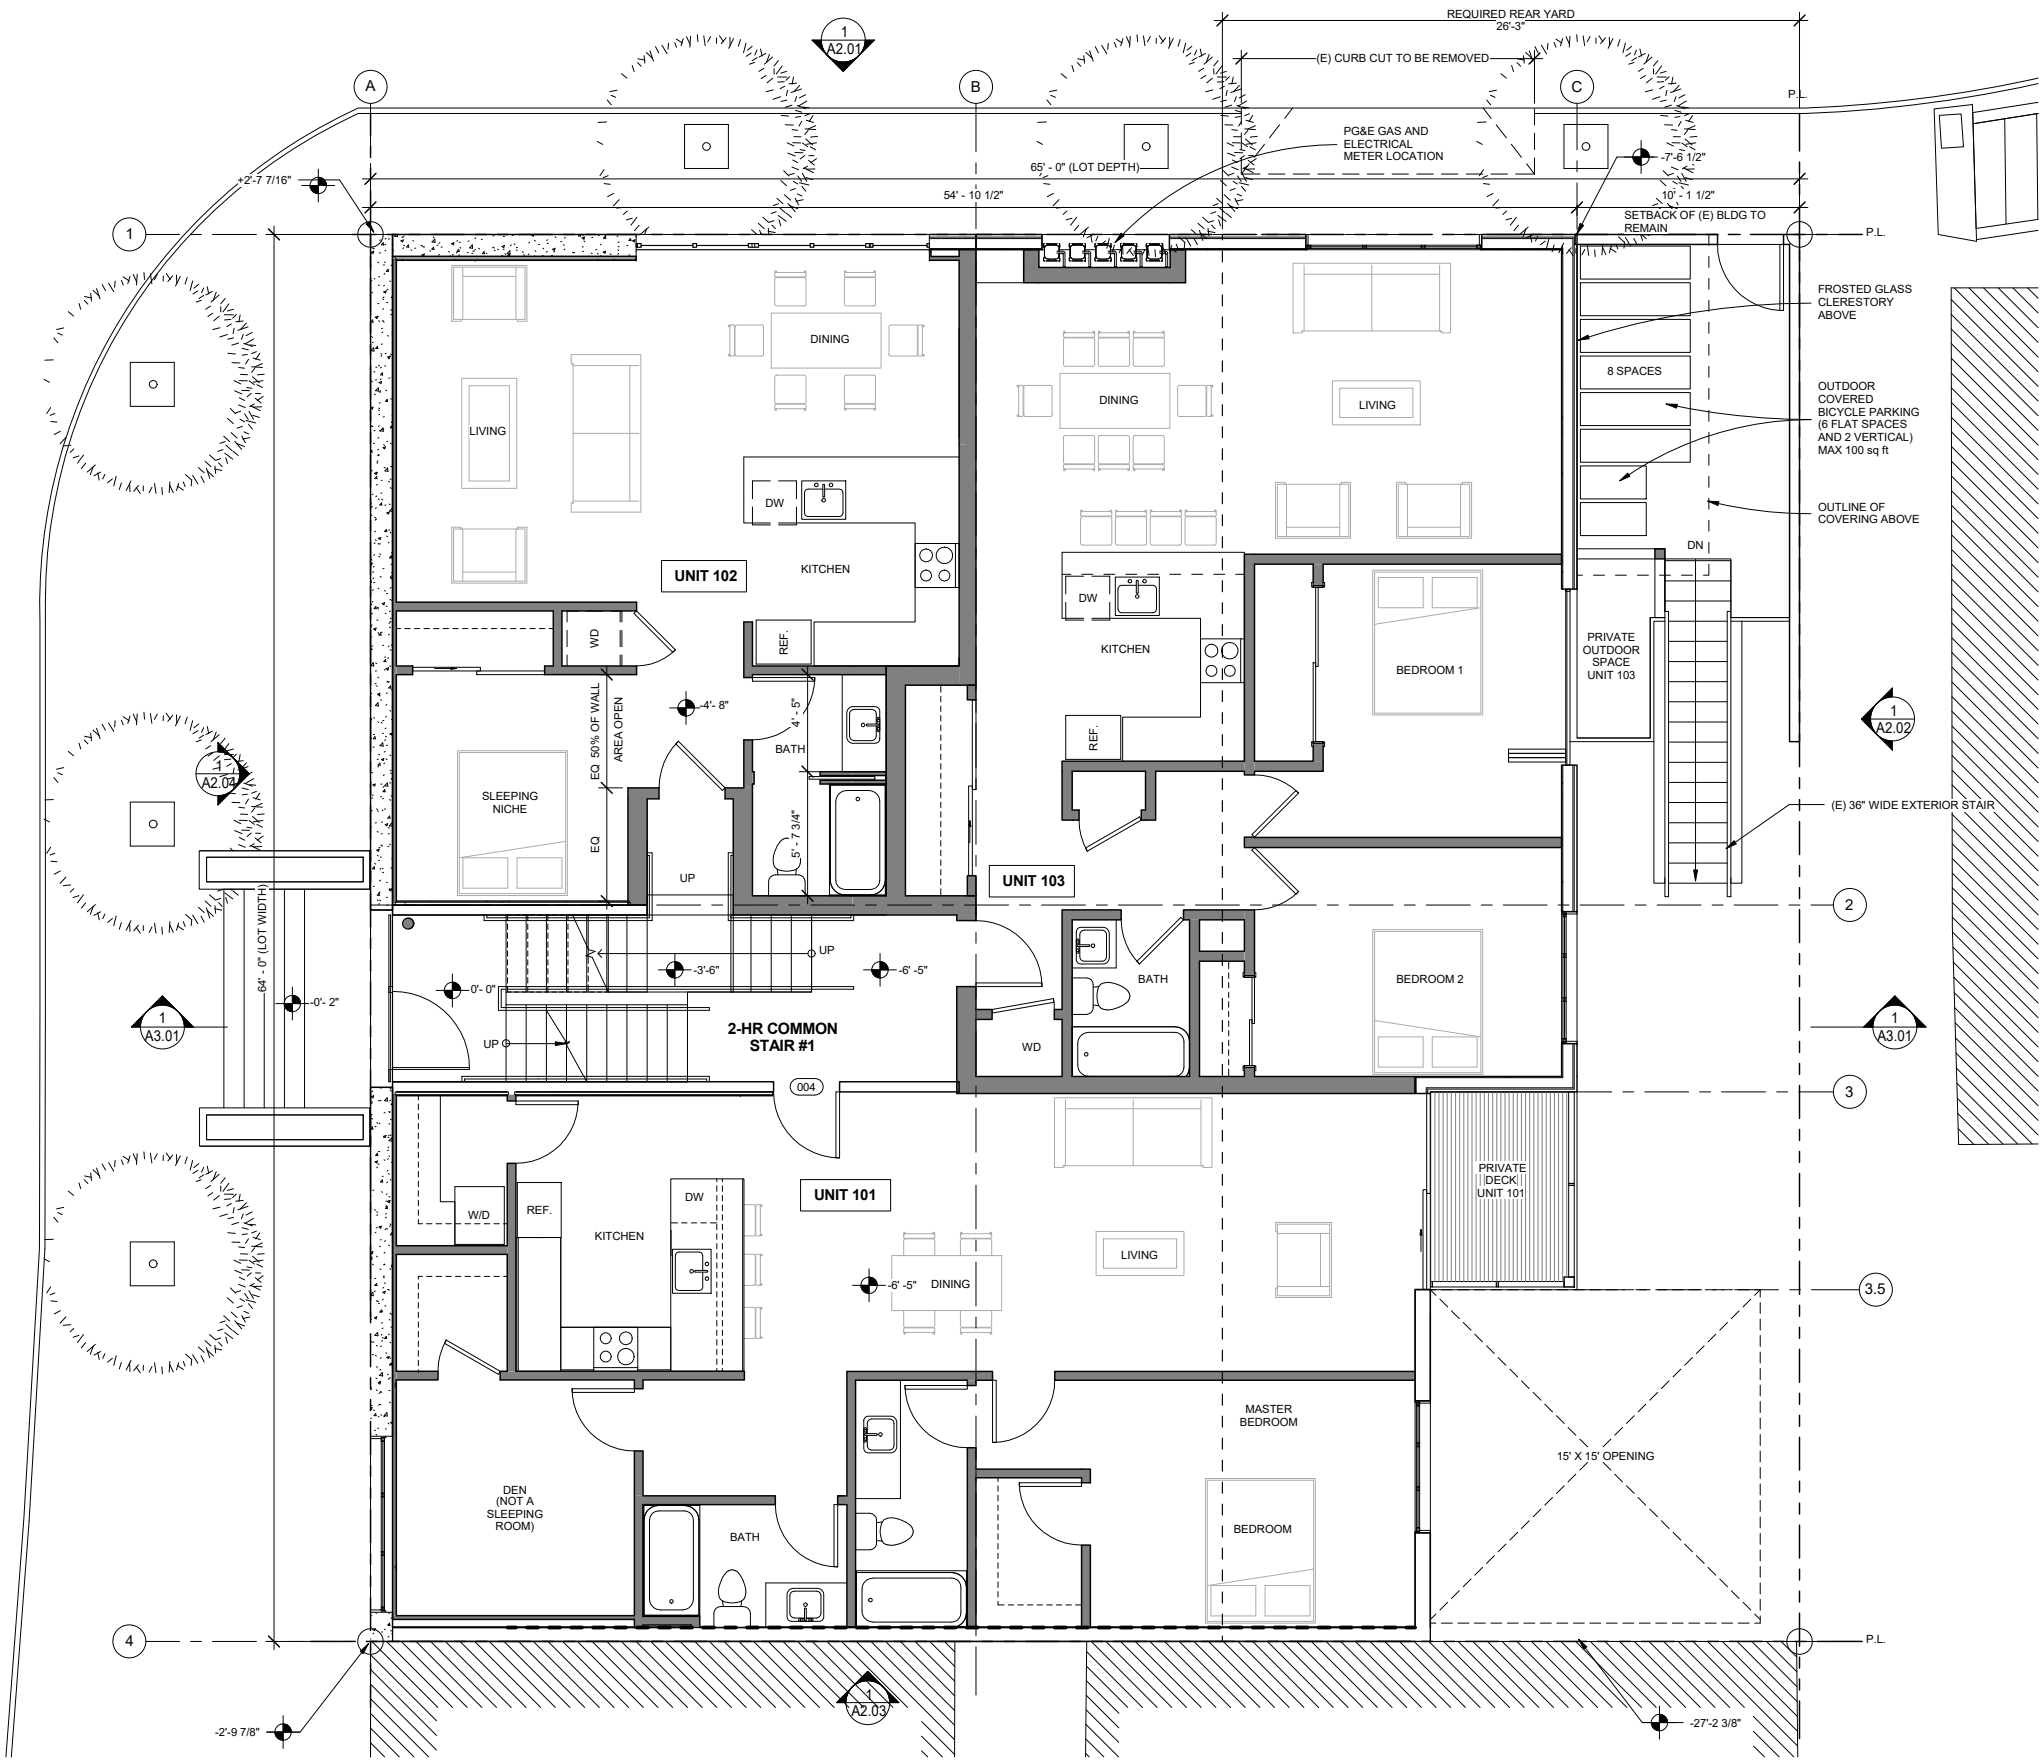 REQUIRED REAR YARD
26'-3"
1
A2.01
(E) CURB CUT TO BE REMOVED
A
B
C
P.L.
PG&E GAS AND
ELECTRICAL
METER LOCATION
65' - 0" (LOT DEPTH)
-7'-6 1/2"
+2'-7 7/16"
54' - 10 1/2"
10' - 1 1/2"
SETBACK OF (E) BLDG TO
REMAIN
1
P.L.
FROSTED GLASS
CLERESTORY
ABOVE
DINING
8 SPACES
OUTDOOR
COVERED
BICYCLE PARKING
(6 FLAT SPACES
AND 2 VERTICAL)
MAX 100 sq ft
DINING
LIVING
LIVING
DW
OUTLINE OF
COVERING ABOVE
DN
UNIT 102
KITCHEN
DW
WD
REF.
KITCHEN
BEDROOM 1
PRIVATE
OUTDOOR
SPACE
UNIT 103
-4'- 8"
EQ 50% OF WALL
AREA OPEN
4' - 5"
BATH
REF.
1
A2.02
1
A2.04
SLEEPING
NICHE
EQ
5' - 7 3/4"
(E) 36" WIDE EXTERIOR STAIR
UP
UNIT 103
2
64' - 0" (LOT WIDTH)
UP
-3'-6"
-6' -5"
0'- 0"
-0'- 2"
BATH
BEDROOM 2
1
A3.01
UP
2-HR COMMON
STAIR #1
WD
1
A3.01
004
3
W/D
REF.
DW
UNIT 101
PRIVATE
DECK
UNIT 101
KITCHEN
LIVING
-6' -5"
DINING
3.5
MASTER
BEDROOM
15' X 15' OPENING
DEN
(NOT A
SLEEPING
ROOM)
BATH
BEDROOM
4
P.L.
1
A2.03
-2'-9 7/8"
-27'-2 3/8"